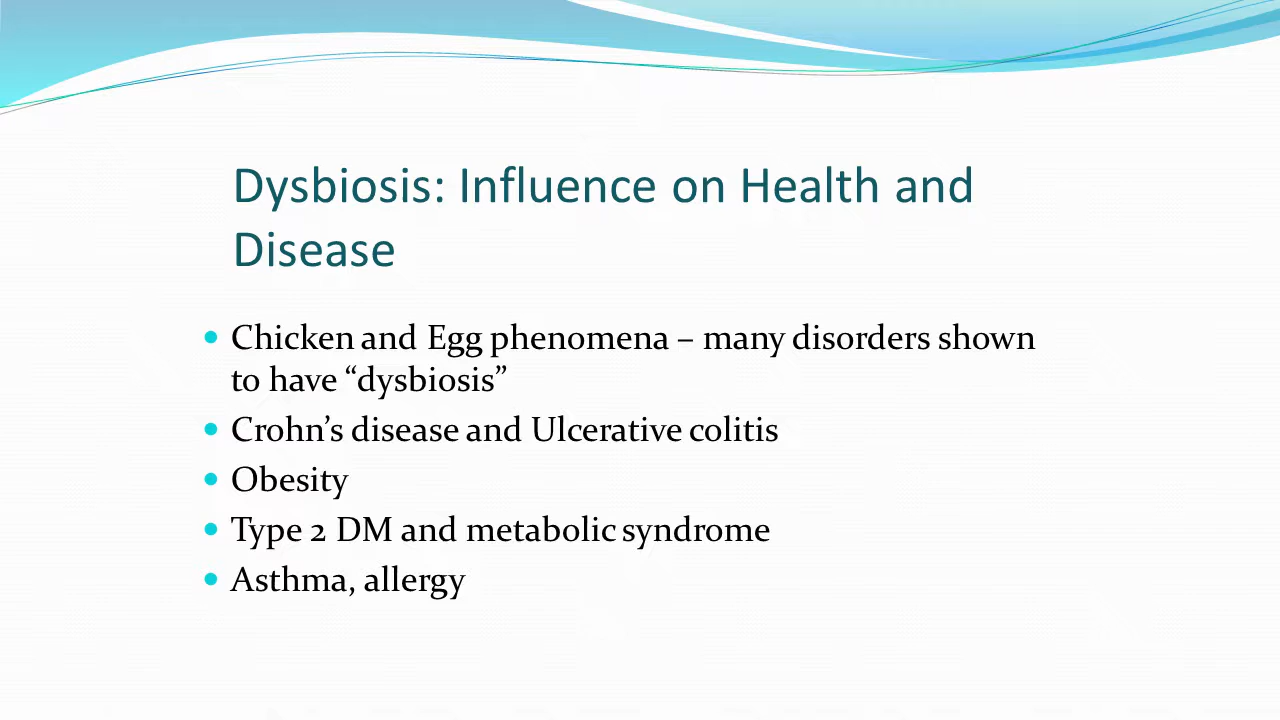 Dysbiosis: Influence on Health and
Disease
• Chicken and Egg phenomena – many disorders shown
to have “dysbiosis”
• Crohn’s disease and Ulcerative colitis
• Obesity
• Type 2 DM and metabolic syndrome
• Asthma, allergy